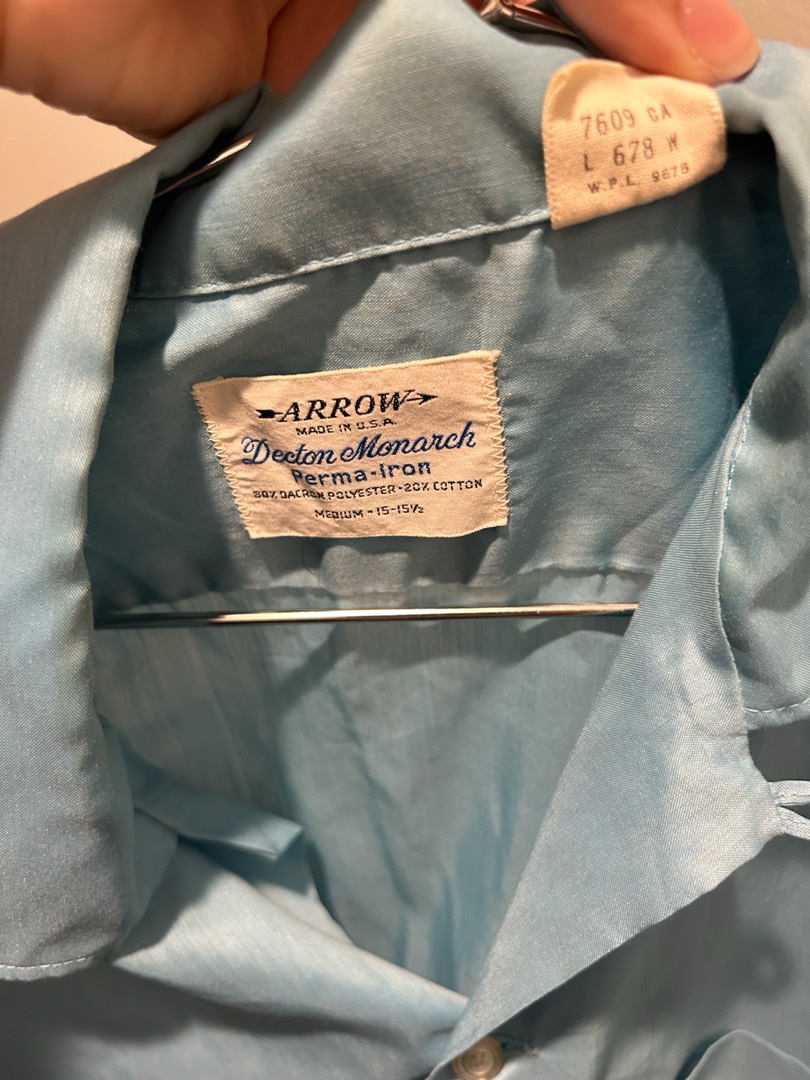 7609 CA
L 678 W
W.P.L. 8678
ARROW
MADE IN U.S.A.
Decton Monarch
Perma-Iron
80% DACRON POLYESTER-20% COTTON
MEDIUM - 15-15½